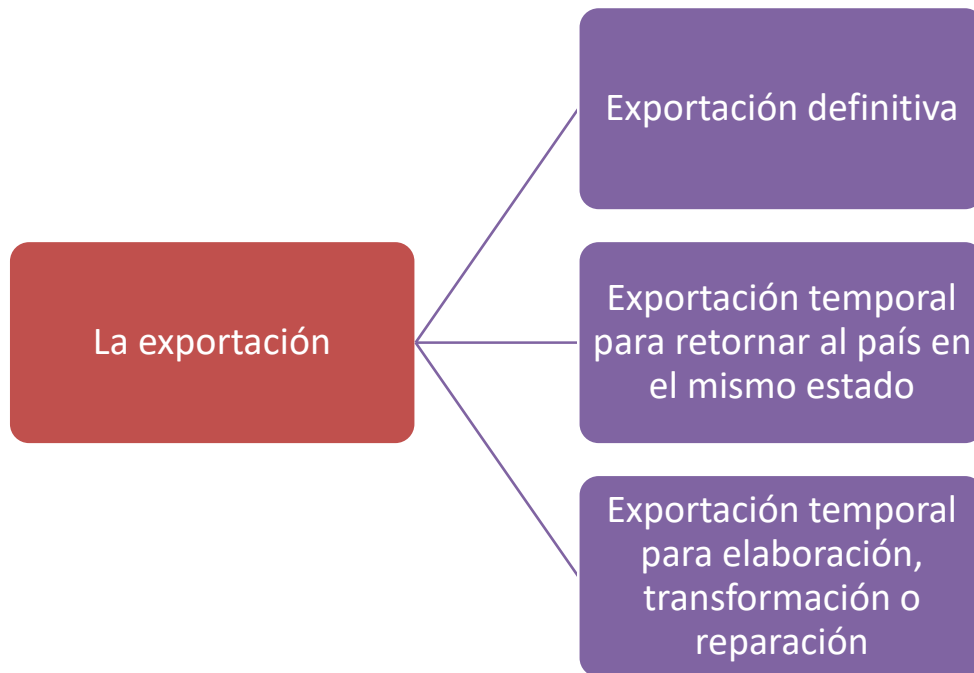 La exportación
Exportación definitiva
Exportación temporal
para retornar al país en
el mismo estado
Exportación temporal
para elaboración,
transformación o
reparación